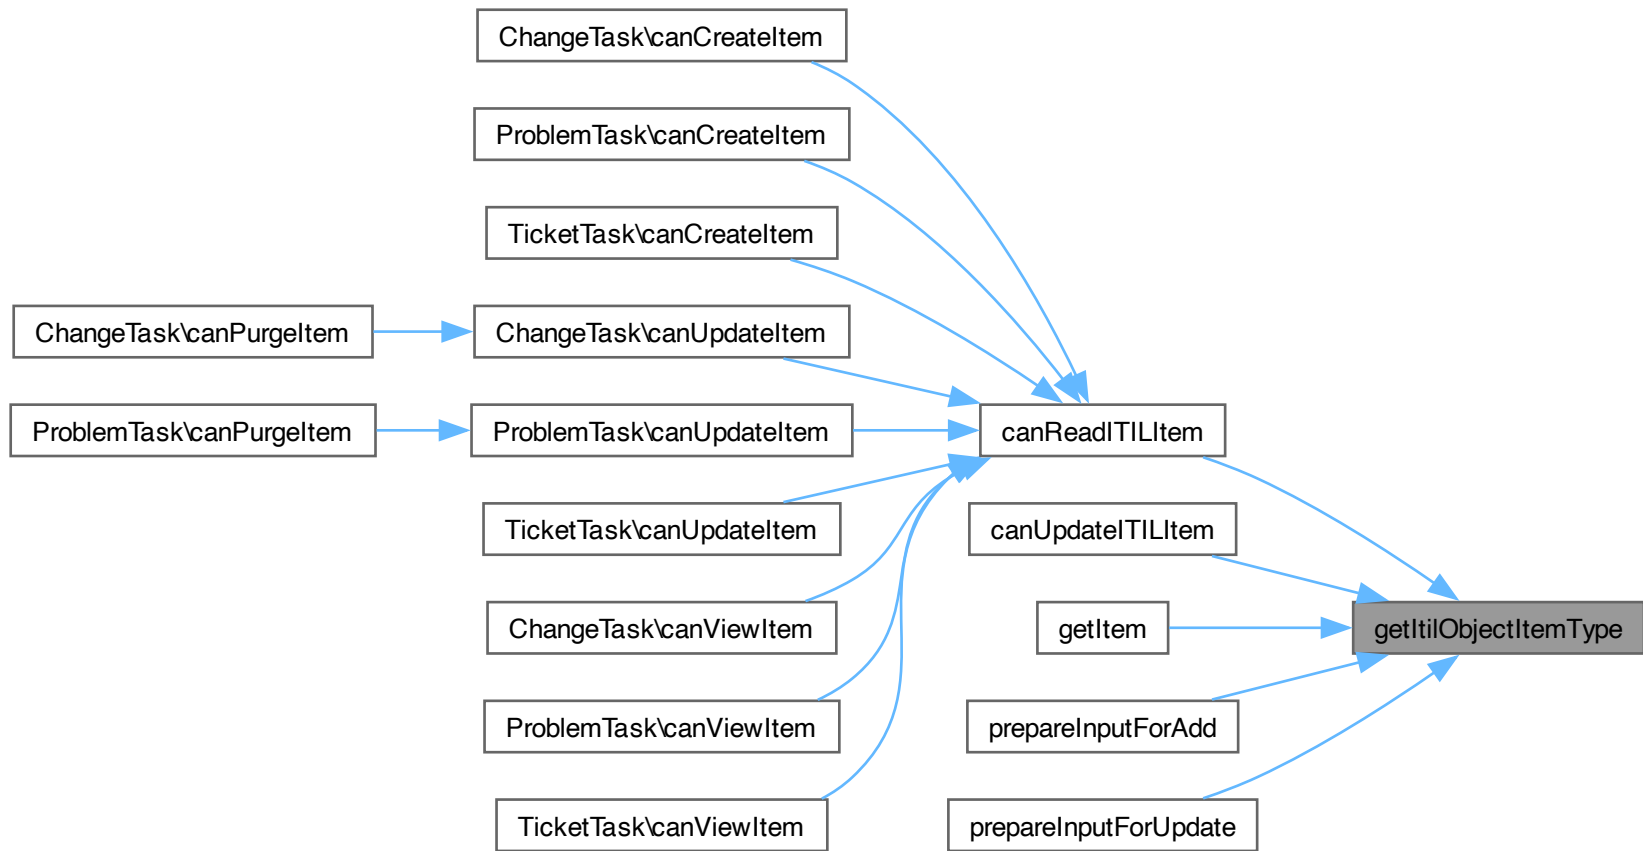 ChangeTask\canCreateItem
ProblemTask\canCreateItem
TicketTask\canCreateItem
ChangeTask\canPurgeItem
ChangeTask\canUpdateItem
ProblemTask\canPurgeItem
ProblemTask\canUpdateItem
canReadITILItem
TicketTask\canUpdateItem
canUpdateITILItem
ChangeTask\canViewItem
getItem
getItilObjectItemType
ProblemTask\canViewItem
prepareInputForAdd
TicketTask\canViewItem
prepareInputForUpdate